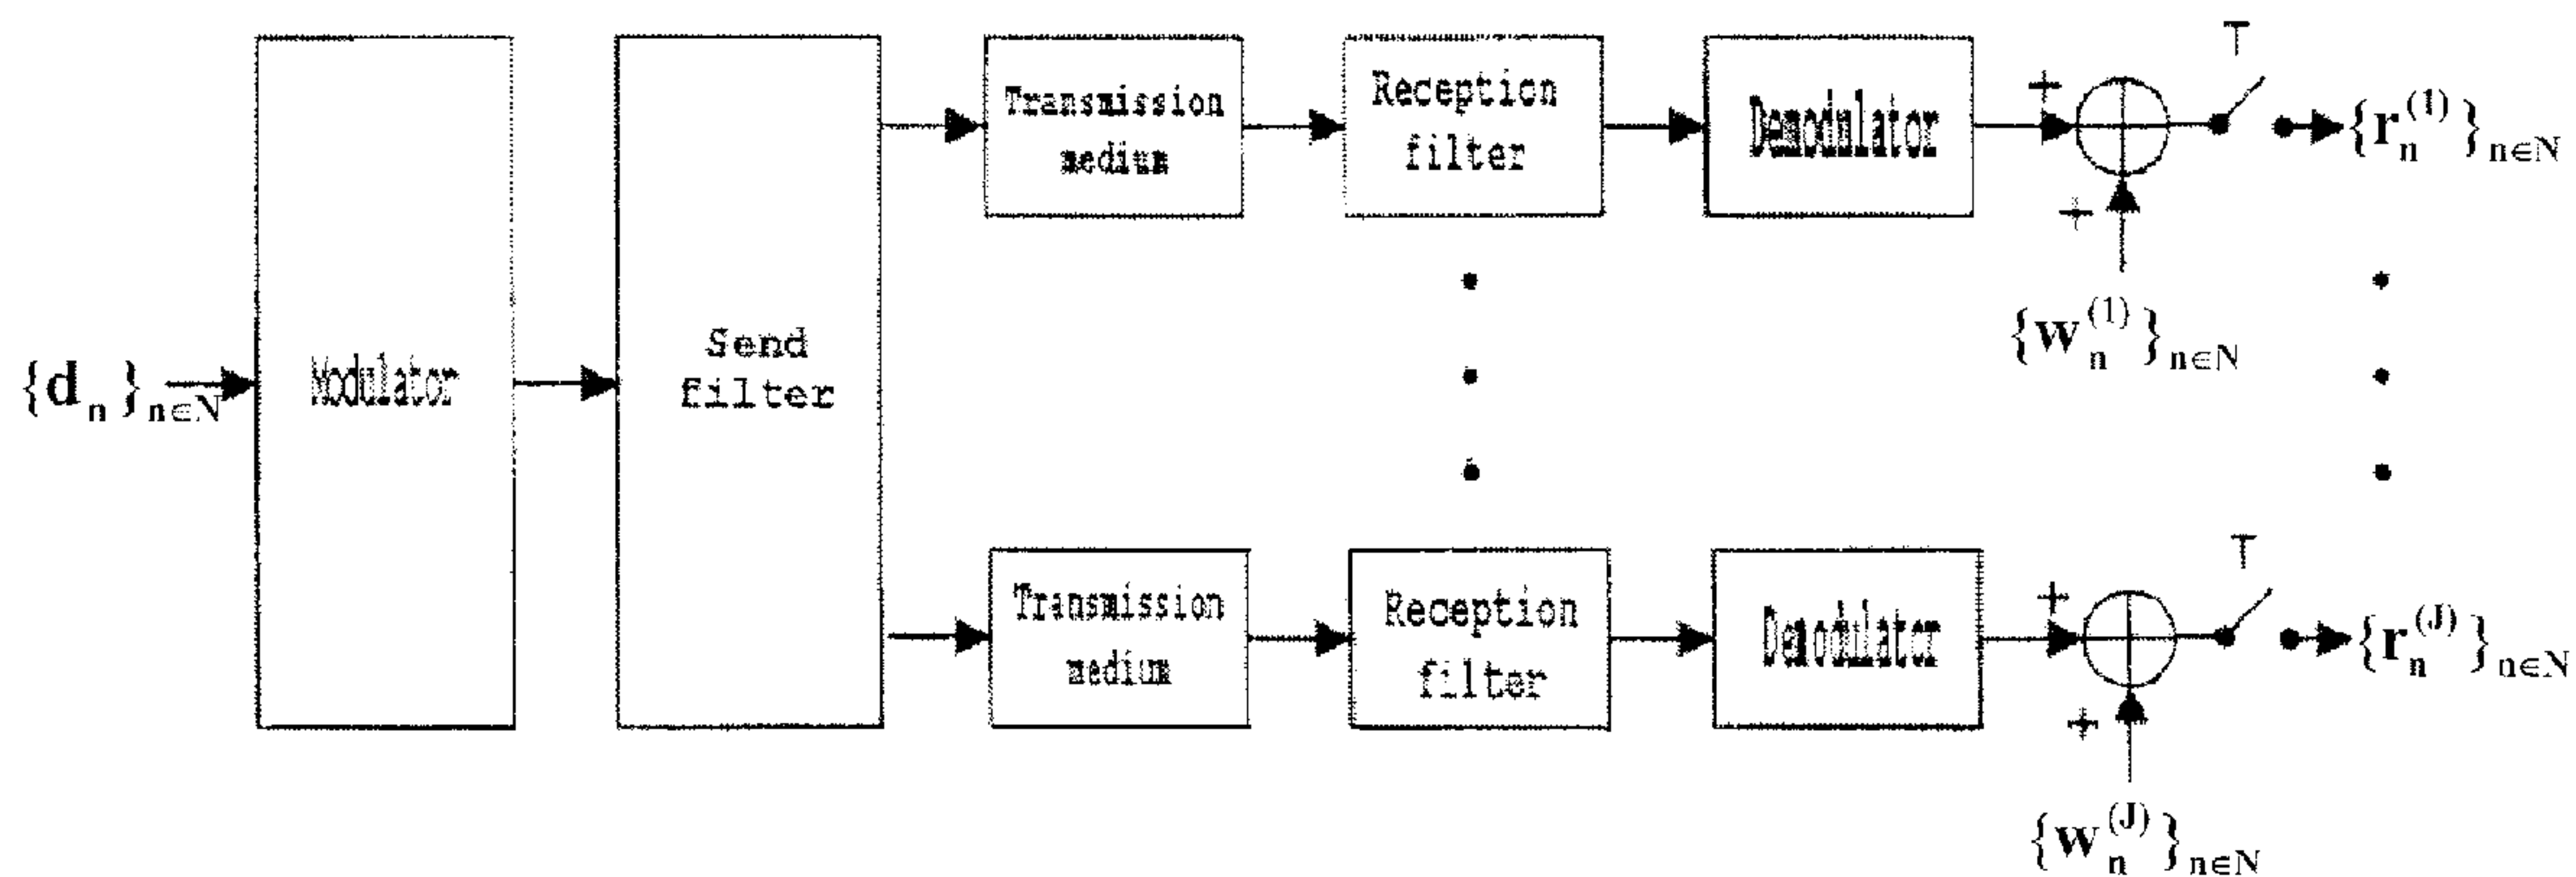 {d_n}_{n∈N}
Modulator
Send
filter
Transmission
medium
Reception
filter
Demodulator
+
+
T
{r_n^(1)}_{n∈N}
{w_n^(1)}_{n∈N}
Transmission
medium
Reception
filter
Demodulator
+
+
T
{r_n^(J)}_{n∈N}
{w_n^(J)}_{n∈N}